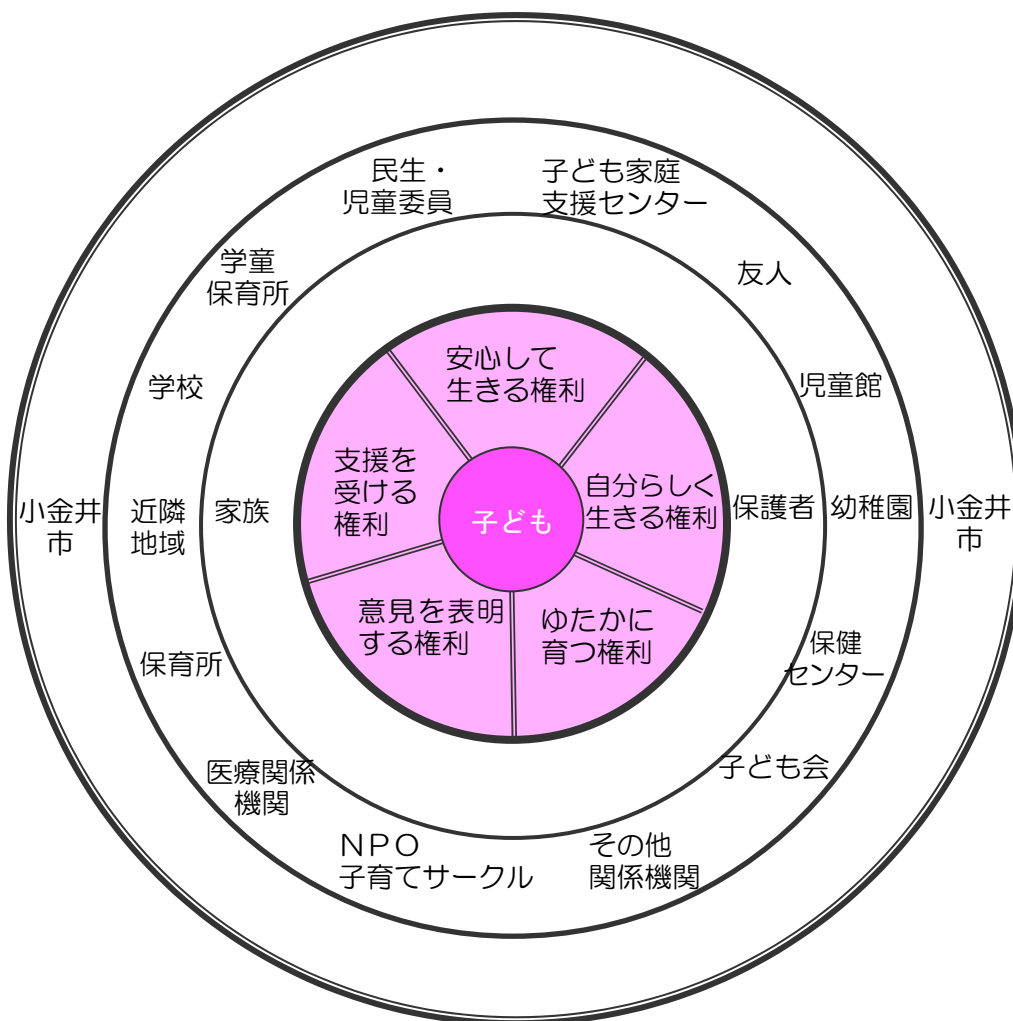 民生・
児童委員
子ども家庭
支援センター
学童
保育所
友人
学校
児童館
安心して
生きる権利
支援を
受ける
権利
自分らしく
生きる権利
子ども
小金井
市
近隣
地域
家族
保護者
幼稚園
小金井
市
意見を表明
する権利
ゆたかに
育つ権利
保育所
保健
センター
医療関係
機関
子ども会
ＮＰＯ
子育てサークル
その他
関係機関